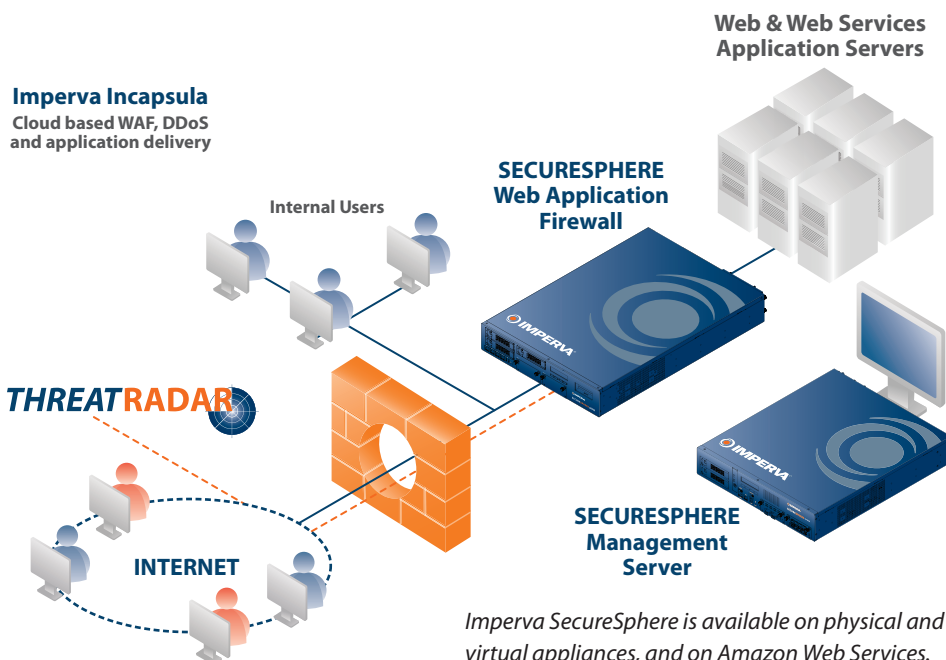 Web & Web Services
Application Servers
Imperva Incapsula
Cloud based WAF, DDoS
and application delivery
SECURESPHERE
Web Application
Firewall
Internal Users
IMPERVA
THREATRADAR
IMPERVA
SECURESPHERE
Management
Server
INTERNET
Imperva SecureSphere is available on physical and
virtual appliances, and on Amazon Web Services.